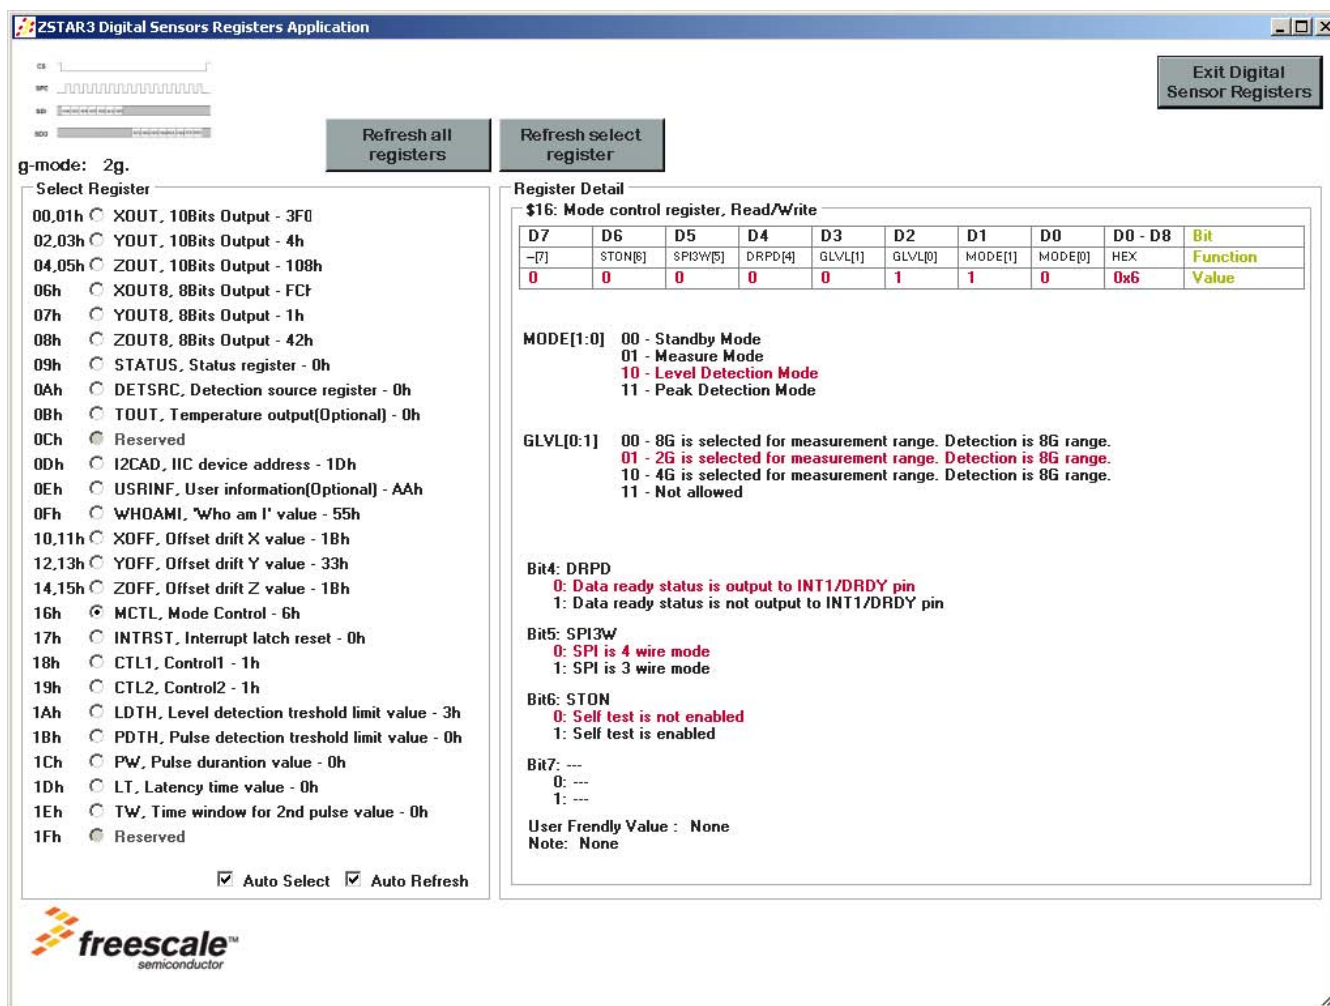 ZSTAR3 Digital Sensors Registers Application
CS
SPC
SDI
SDO
Exit Digital
Sensor Registers
Refresh all
registers
Refresh select
register
g-mode: 2g.
Select Register
00,01h XOUT, 10Bits Output - 3F0
02,03h YOUT, 10Bits Output - 4h
04,05h ZOUT, 10Bits Output - 108h
06h XOUT8, 8Bits Output - FCh
07h YOUT8, 8Bits Output - 1h
08h ZOUT8, 8Bits Output - 42h
09h STATUS, Status register - 0h
0Ah DETSRC, Detection source register - 0h
0Bh TOUT, Temperature output(Optional) - 0h
0Ch Reserved
0Dh I2CAD, IIC device address - 1Dh
0Eh USRINF, User information(Optional) - AAh
0Fh WHOAMI, 'Who am I' value - 55h
10,11h XOFF, Offset drift X value - 1Bh
12,13h YOFF, Offset drift Y value - 33h
14,15h ZOFF, Offset drift Z value - 1Bh
16h MCTL, Mode Control - 6h
17h INTRST, Interrupt latch reset - 0h
18h CTL1, Control1 - 1h
19h CTL2, Control2 - 1h
1Ah LDTH, Level detection treshold limit value - 3h
1Bh PDTH, Pulse detection treshold limit value - 0h
1Ch PW, Pulse durantion value - 0h
1Dh LT, Latency time value - 0h
1Eh TW, Time window for 2nd pulse value - 0h
1Fh Reserved
Auto Select Auto Refresh
Register Detail
$16: Mode control register, Read/Write
D7 D6 D5 D4 D3 D2 D1 D0 D0 - D8 Bit
--[7] STON[6] SPI3W[5] DRPD[4] GLVL[1] GLVL[0] MODE[1] MODE[0] HEX Function
0 0 0 0 0 1 1 0 0x6 Value
MODE[1:0] 00 - Standby Mode
01 - Measure Mode
10 - Level Detection Mode
11 - Peak Detection Mode
GLVL[0:1] 00 - 8G is selected for measurement range. Detection is 8G range.
01 - 2G is selected for measurement range. Detection is 8G range.
10 - 4G is selected for measurement range. Detection is 8G range.
11 - Not allowed
Bit4: DRPD
0: Data ready status is output to INT1/DRDY pin
1: Data ready status is not output to INT1/DRDY pin
Bit5: SPI3W
0: SPI is 4 wire mode
1: SPI is 3 wire mode
Bit6: STON
0: Self test is not enabled
1: Self test is enabled
Bit7: ---
0: ---
1: ---
User Frendly Value : None
Note: None
freescale™
semiconductor